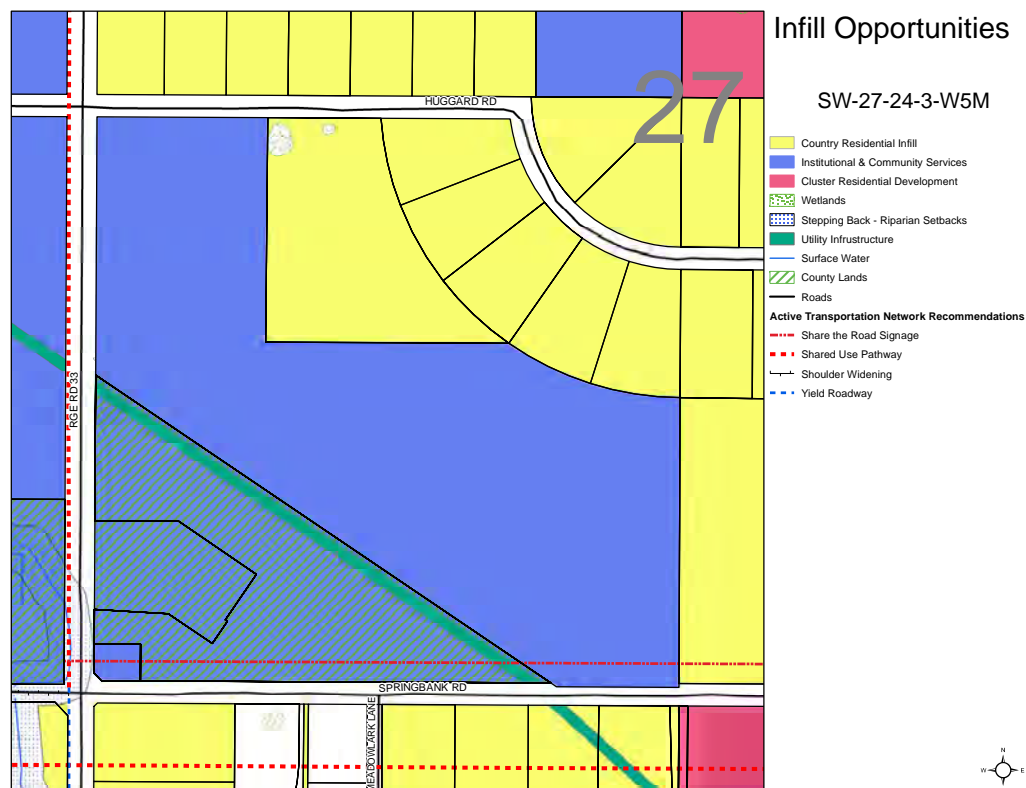 Infill Opportunities
SW-27-24-3-W5M
27
HUGGARD RD
RGE RD 33
SPRINGBANK RD
MEADOWLARK LANE
Country Residential Infill
Institutional & Community Services
Cluster Residential Development
Wetlands
Stepping Back - Riparian Setbacks
Utility Infrustructure
Surface Water
County Lands
Roads
Active Transportation Network Recommendations
Share the Road Signage
Shared Use Pathway
Shoulder Widening
Yield Roadway
N
W E
S